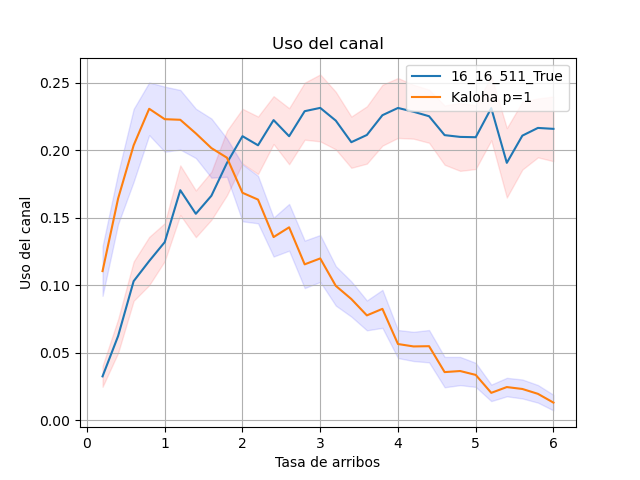 Uso del canal
16_16_511_True
Kaloha p=1
Uso del canal
0.25
0.20
0.15
0.10
0.05
0.00
0 1 2 3 4 5 6
Tasa de arribos